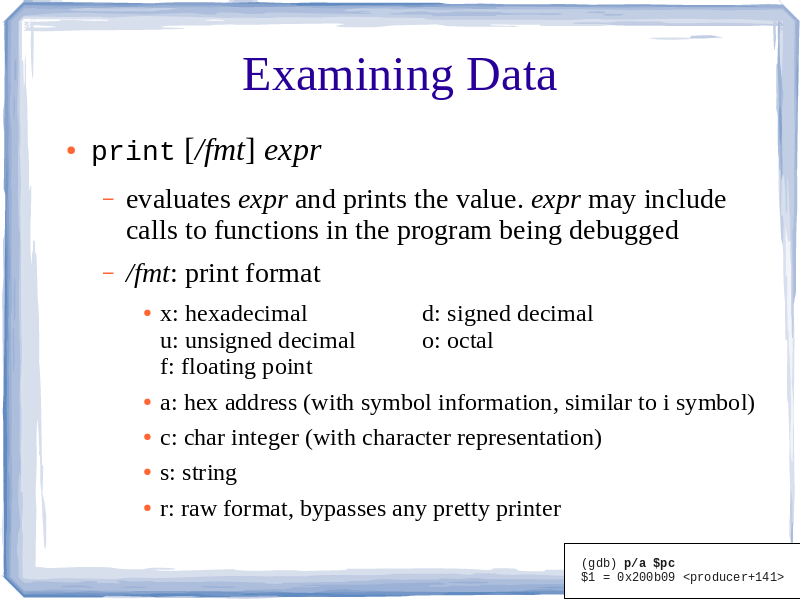 Examining Data
• print [/fmt] expr
– evaluates expr and prints the value. expr may include
calls to functions in the program being debugged
– /fmt: print format
• x: hexadecimal d: signed decimal
u: unsigned decimal o: octal
f: floating point
• a: hex address (with symbol information, similar to i symbol)
• c: char integer (with character representation)
• s: string
• r: raw format, bypasses any pretty printer
(gdb) p/a $pc
$1 = 0x200b09 <producer+141>